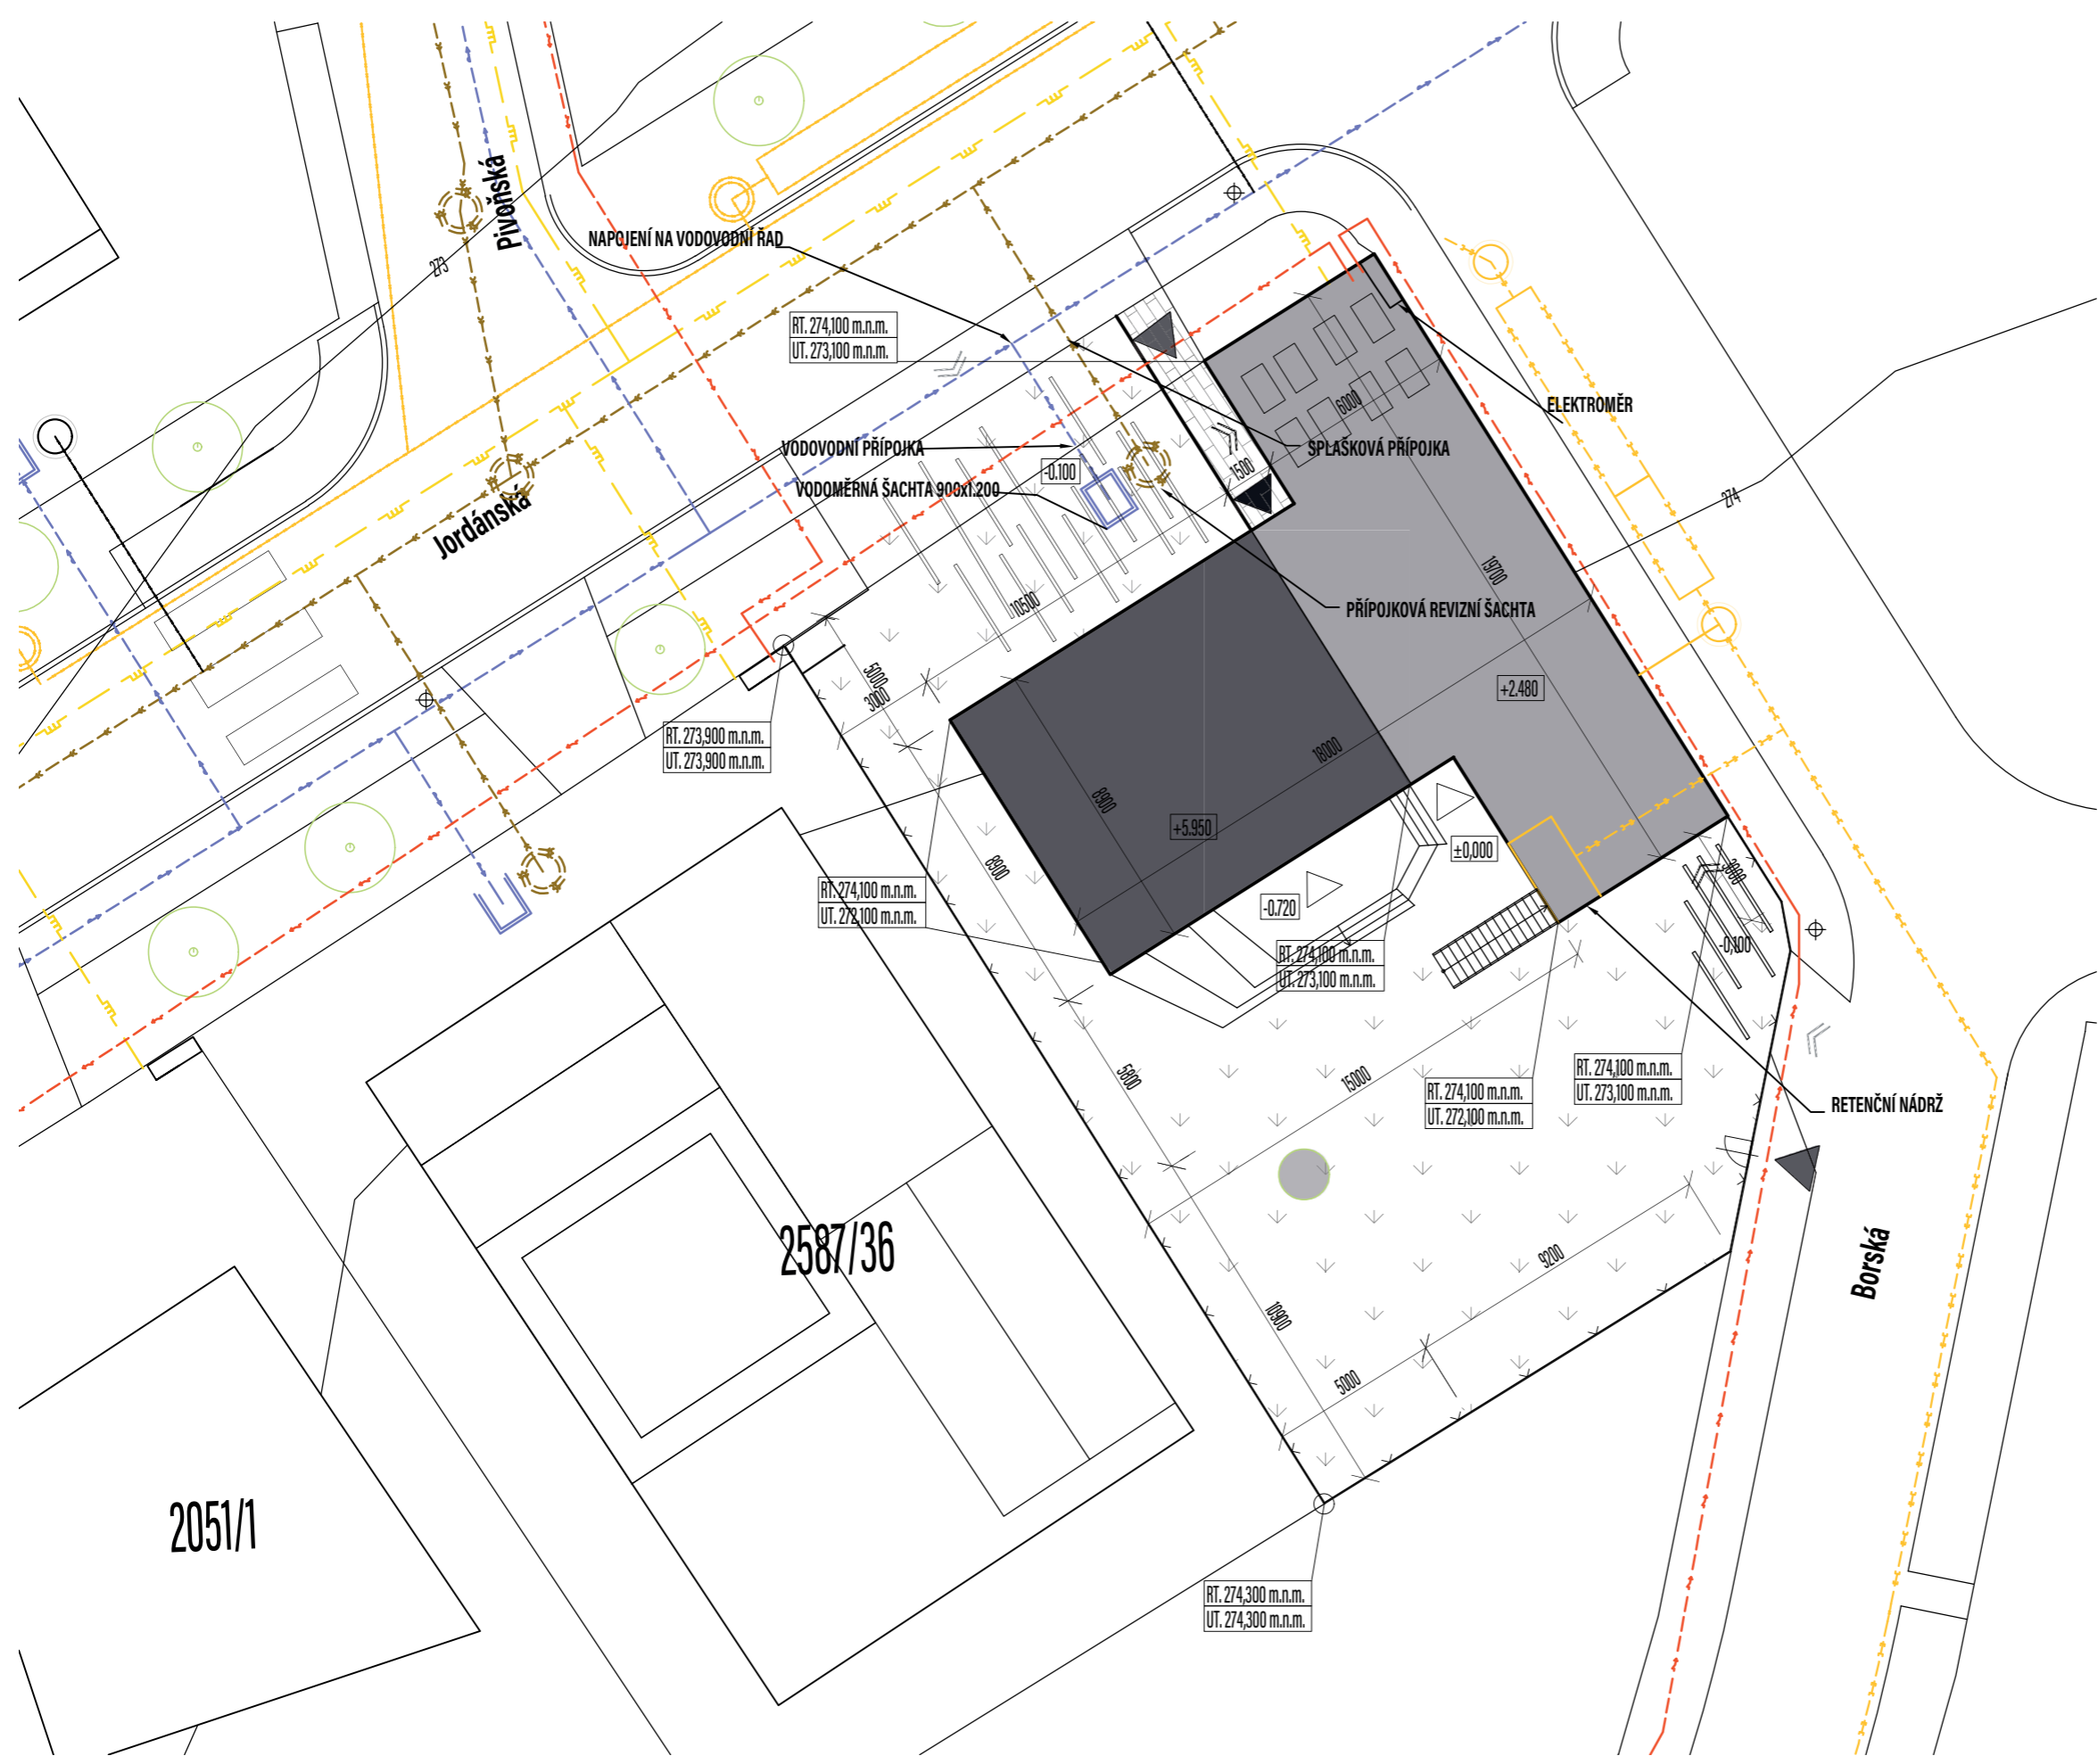 Pivoňská
273
NAPOJENÍ NA VODOVODNÍ ŘAD
RT. 274,100 m.n.m.
UT. 273,100 m.n.m.
6000
ELEKTROMĚR
VODOVODNÍ PŘÍPOJKA
SPLAŠKOVÁ PŘÍPOJKA
-0.100
1500
VODOMĚRNÁ ŠACHTA 900x1.200
274
Jordánská
19700
10500
PŘÍPOJKOVÁ REVIZNÍ ŠACHTA
5000
3000
+2.480
RT. 273,900 m.n.m.
UT. 273,900 m.n.m.
18000
8900
+5.950
±0,000
8900
3000
RT. 274,100 m.n.m.
UT. 272,100 m.n.m.
-0.720
-0,100
RT. 274,100 m.n.m.
UT. 273,100 m.n.m.
5800
15000
RT. 274,100 m.n.m.
UT. 273,100 m.n.m.
RT. 274,100 m.n.m.
UT. 272,100 m.n.m.
RETENČNÍ NÁDRŽ
2587/36
9200
Borská
10900
5000
2051/1
RT. 274,300 m.n.m.
UT. 274,300 m.n.m.